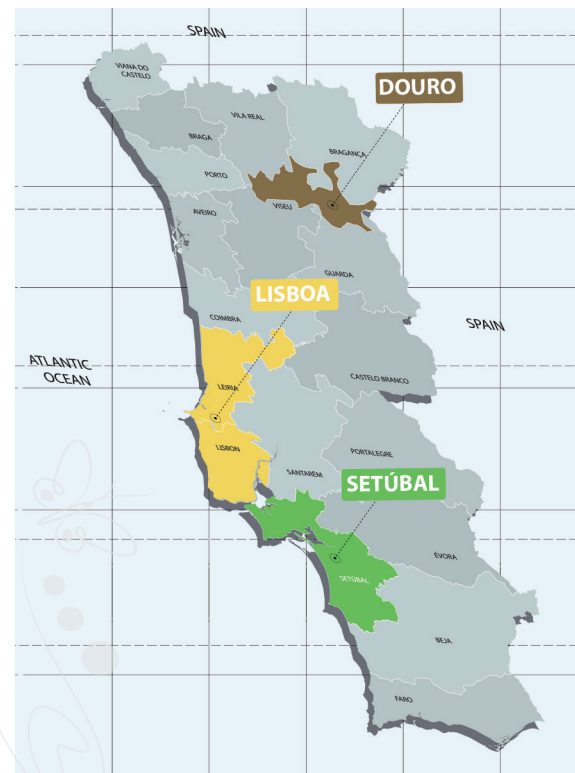 SPAIN
VIANA DO
CASTELO
DOURO
VILA REAL
BRAGA
BRAGANÇA
PORTO
AVEIRO
VISEU
GUARDA
LISBOA
COIMBRA
SPAIN
ATLANTIC
OCEAN
LEIRIA
CASTELO BRANCO
LISBON
PORTALEGRE
SANTARÉM
SETÚBAL
ÉVORA
SETÚBAL
BEJA
FARO